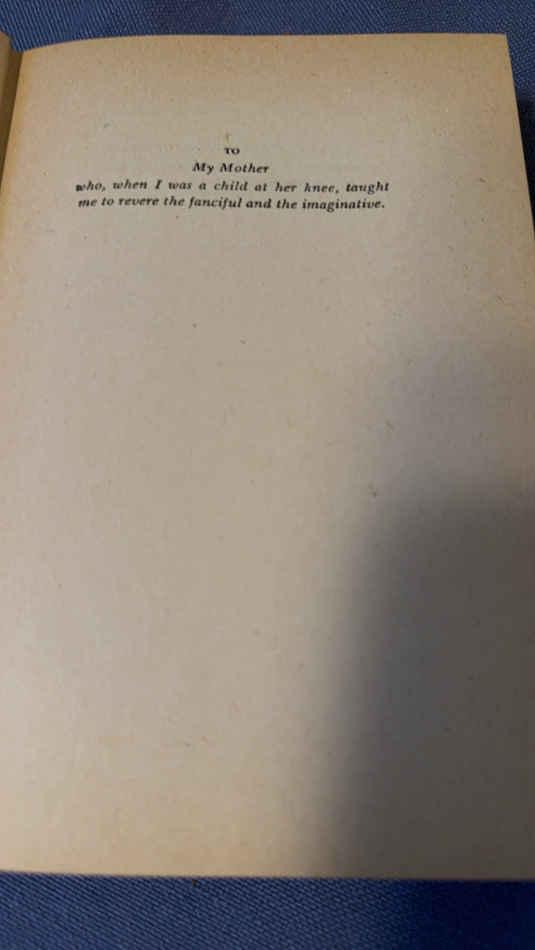 TO
My Mother
who, when I was a child at her knee, taught
me to revere the fanciful and the imaginative.